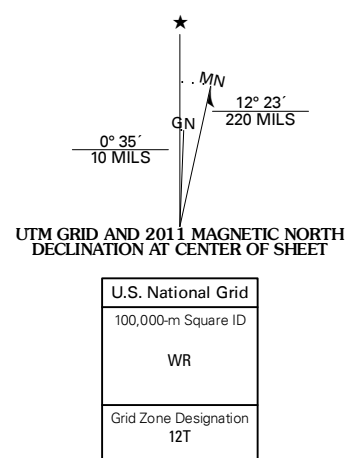 ★
MN
GN
12° 23´
220 MILS
0° 35´
10 MILS
UTM GRID AND 2011 MAGNETIC NORTH
DECLINATION AT CENTER OF SHEET
U.S. National Grid
100,000-m Square ID
WR
Grid Zone Designation
12T